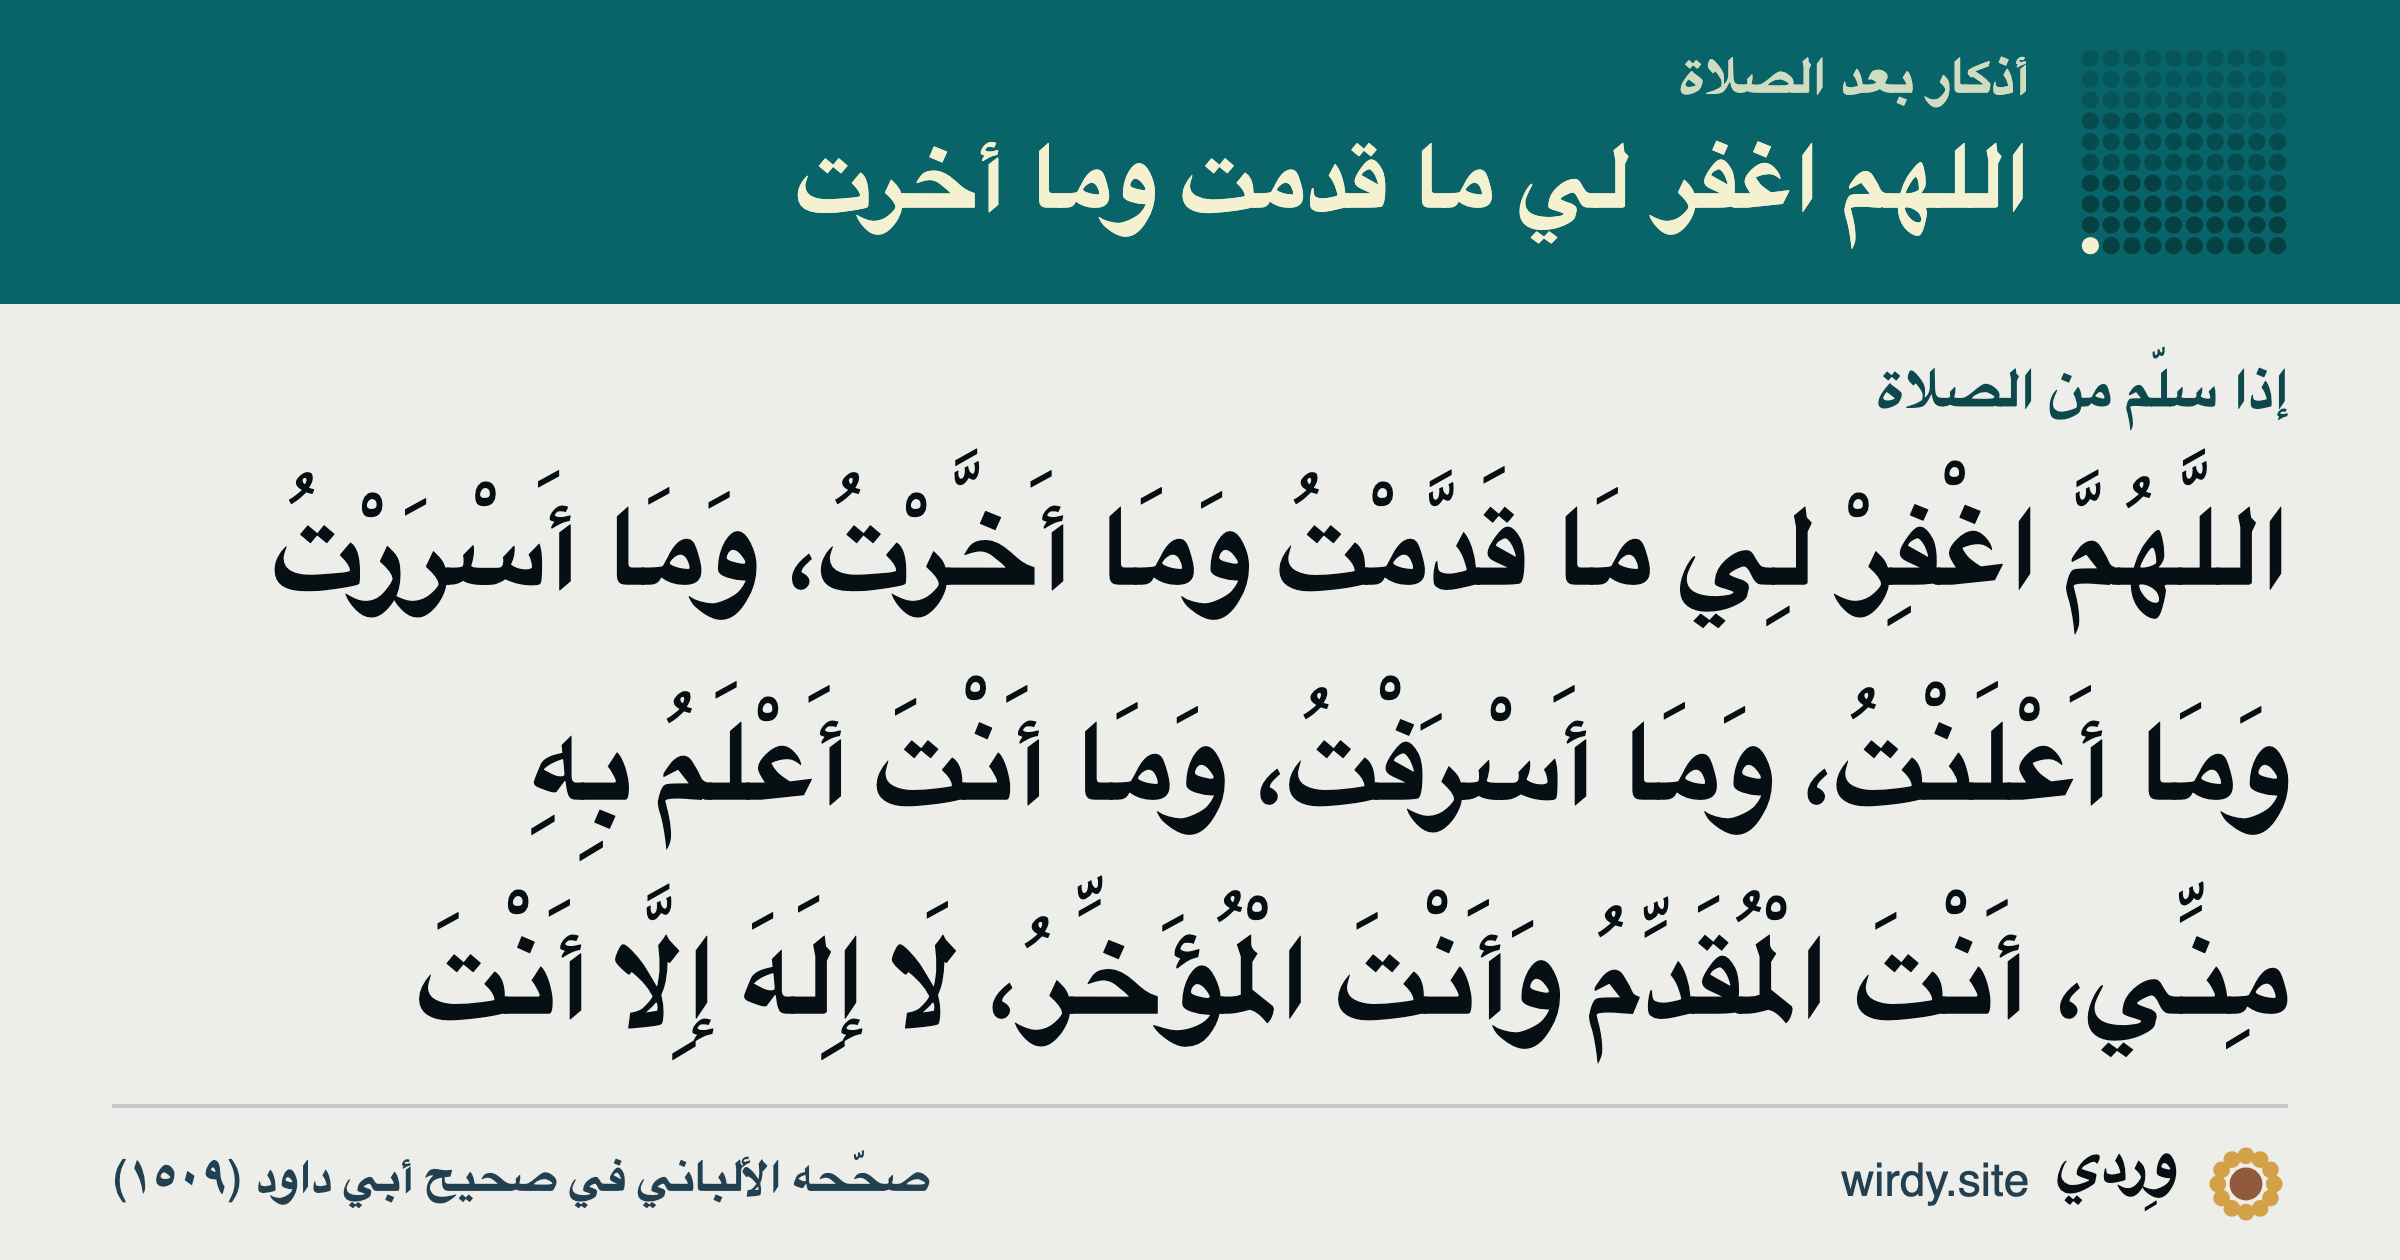 أذكار بعد الصلاة
اللهم اغفر لي ما قدمت وما أخرت
إذا سلّم من الصلاة
اللَّهُمَّ اغْفِرْ لِي مَا قَدَّمْتُ وَمَا أَخَّرْتُ، وَمَا أَسْرَرْتُ
وَمَا أَعْلَنْتُ، وَمَا أَسْرَفْتُ، وَمَا أَنْتَ أَعْلَمُ بِهِ
مِنِّي، أَنْتَ الْمُقَدِّمُ وَأَنْتَ الْمُؤَخِّرُ، لَا إِلَهَ إِلَّا أَنْتَ
وِردي wirdy.site
صحّحه الألباني في صحيح أبي داود (١٥٠٩)